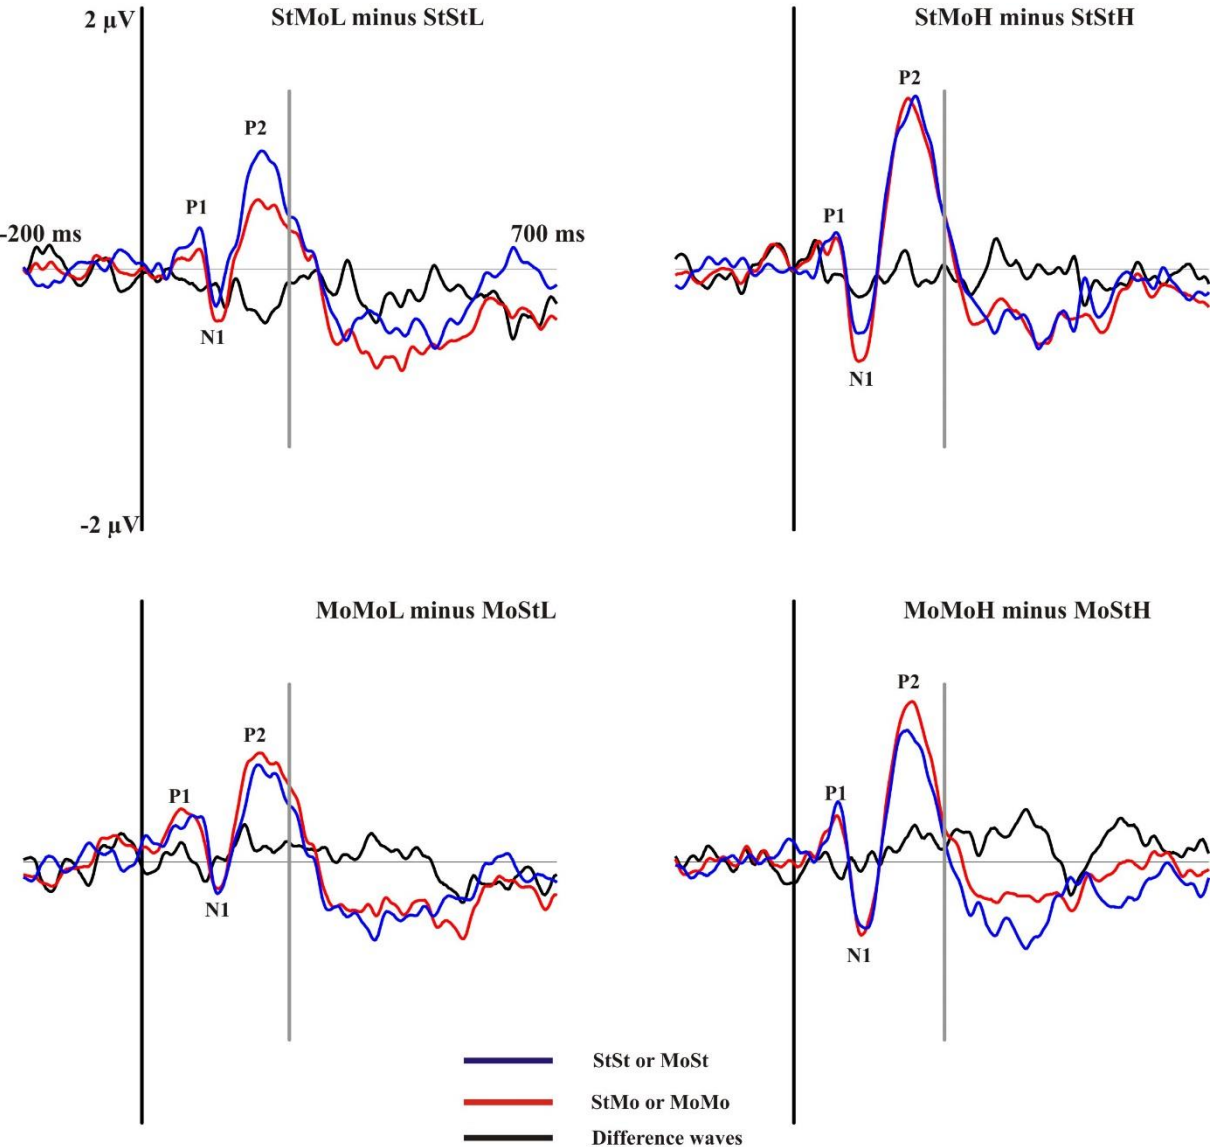 2 µV
StMoL minus StStL
StMoH minus StStH
P2
P2
P1
P1
-200 ms
700 ms
N1
N1
-2 µV
MoMoL minus MoStL
MoMoH minus MoStH
P2
P2
P1
P1
N1
N1
StSt or MoSt
StMo or MoMo
Difference waves